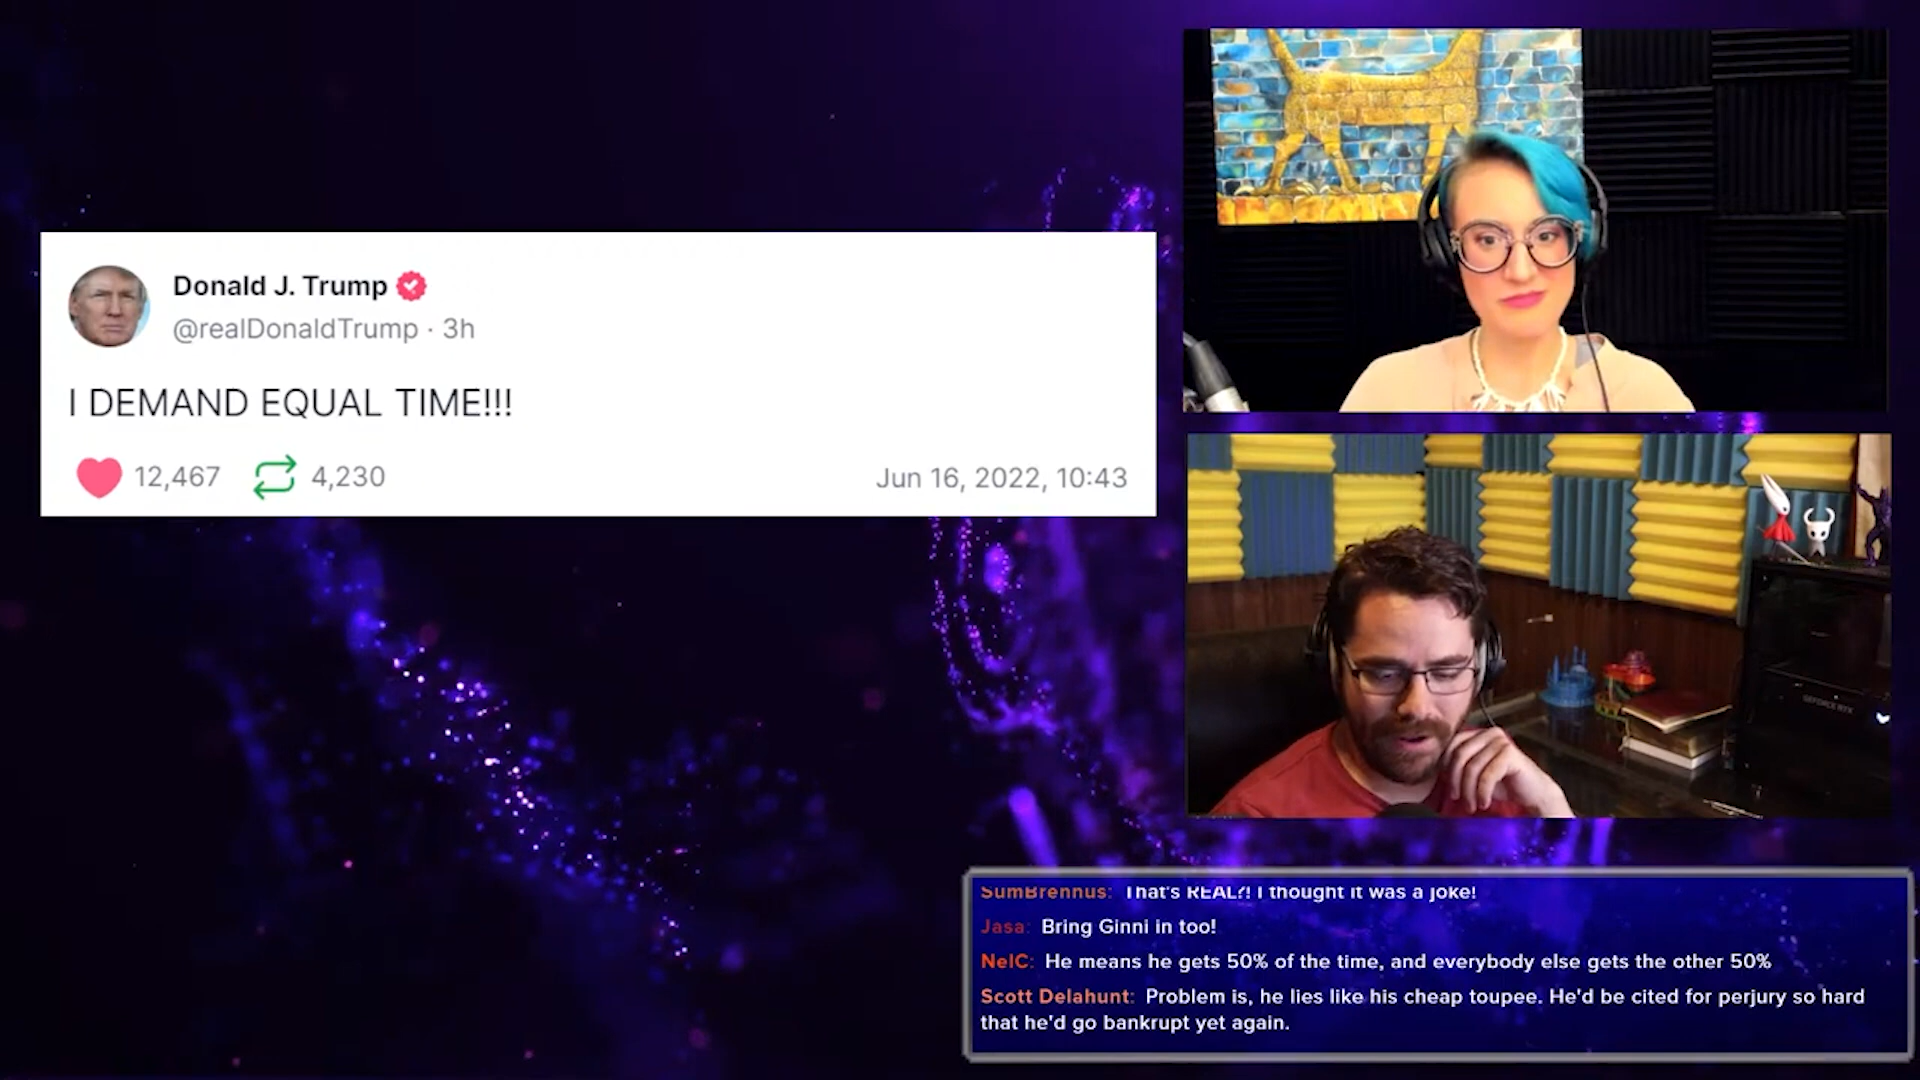 Donald J. Trump
@realDonaldTrump · 3h
I DEMAND EQUAL TIME!!!
12,467 4,230 Jun 16, 2022, 10:43
GEFORCE RTX
SumBrennus: That's REAL?! I thought it was a joke!
Jasa: Bring Ginni in too!
NelC: He means he gets 50% of the time, and everybody else gets the other 50%
Scott Delahunt: Problem is, he lies like his cheap toupee. He'd be cited for perjury so hard
that he'd go bankrupt yet again.